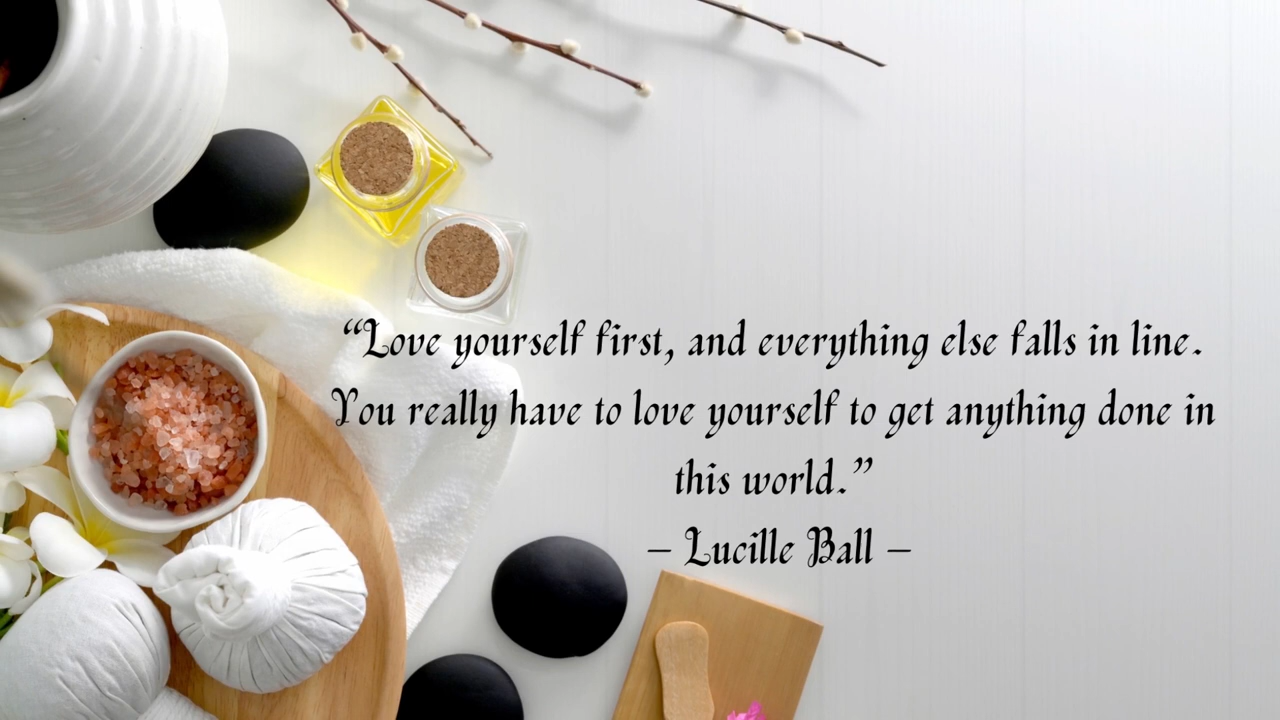 “Love yourself first, and everything else falls in line.
You really have to love yourself to get anything done in
this world.”
– Lucille Ball –